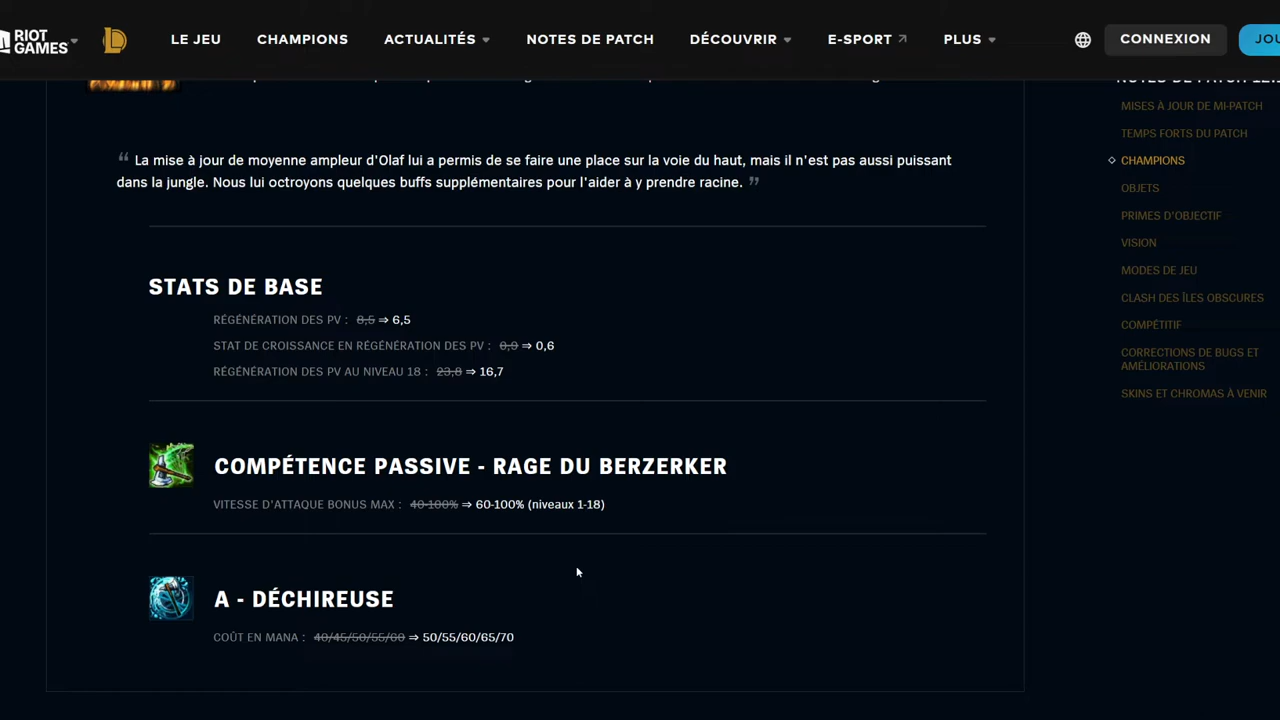 RIOT GAMES
LE JEU
CHAMPIONS
ACTUALITÉS
NOTES DE PATCH
DÉCOUVRIR
E-SPORT
PLUS
CONNEXION
“ La mise à jour de moyenne ampleur d'Olaf lui a permis de se faire une place sur la voie du haut, mais il n'est pas aussi puissant
dans la jungle. Nous lui octroyons quelques buffs supplémentaires pour l'aider à y prendre racine. ”
STATS DE BASE
RÉGÉNÉRATION DES PV : 8,5 ⇒ 6,5
STAT DE CROISSANCE EN RÉGÉNÉRATION DES PV : 0,9 ⇒ 0,6
RÉGÉNÉRATION DES PV AU NIVEAU 18 : 23,8 ⇒ 16,7
COMPÉTENCE PASSIVE - RAGE DU BERZERKER
VITESSE D'ATTAQUE BONUS MAX : 40-100% ⇒ 60-100% (niveaux 1-18)
A - DÉCHIREUSE
COÛT EN MANA : 40/45/50/55/60 ⇒ 50/55/60/65/70
MISES À JOUR DE MI-PATCH
TEMPS FORTS DU PATCH
CHAMPIONS
OBJETS
PRIMES D'OBJECTIF
VISION
MODES DE JEU
CLASH DES ÎLES OBSCURES
COMPÉTITIF
CORRECTIONS DE BUGS ET
AMÉLIORATIONS
SKINS ET CHROMAS À VENIR